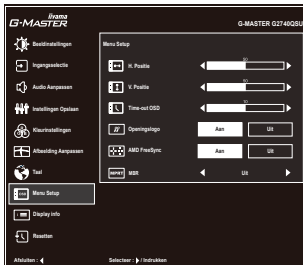 iiyama
G-MASTER
G-MASTER G2740QSU
Beeldinstellingen
Ingangsselectie
Audio Aanpassen
Instellingen Opslaan
Kleurinstellingen
Afbeelding Aanpassen
Taal
Menu Setup
Display info
Resetten
Menu Setup
H. Positie
50
V. Positie
50
Time-out OSD
10
Openingslogo
Aan
Uit
AMD FreeSync
Aan
Uit
MPRT
MBR
Uit
Afsluiten :
Selecteer : / Indrukken